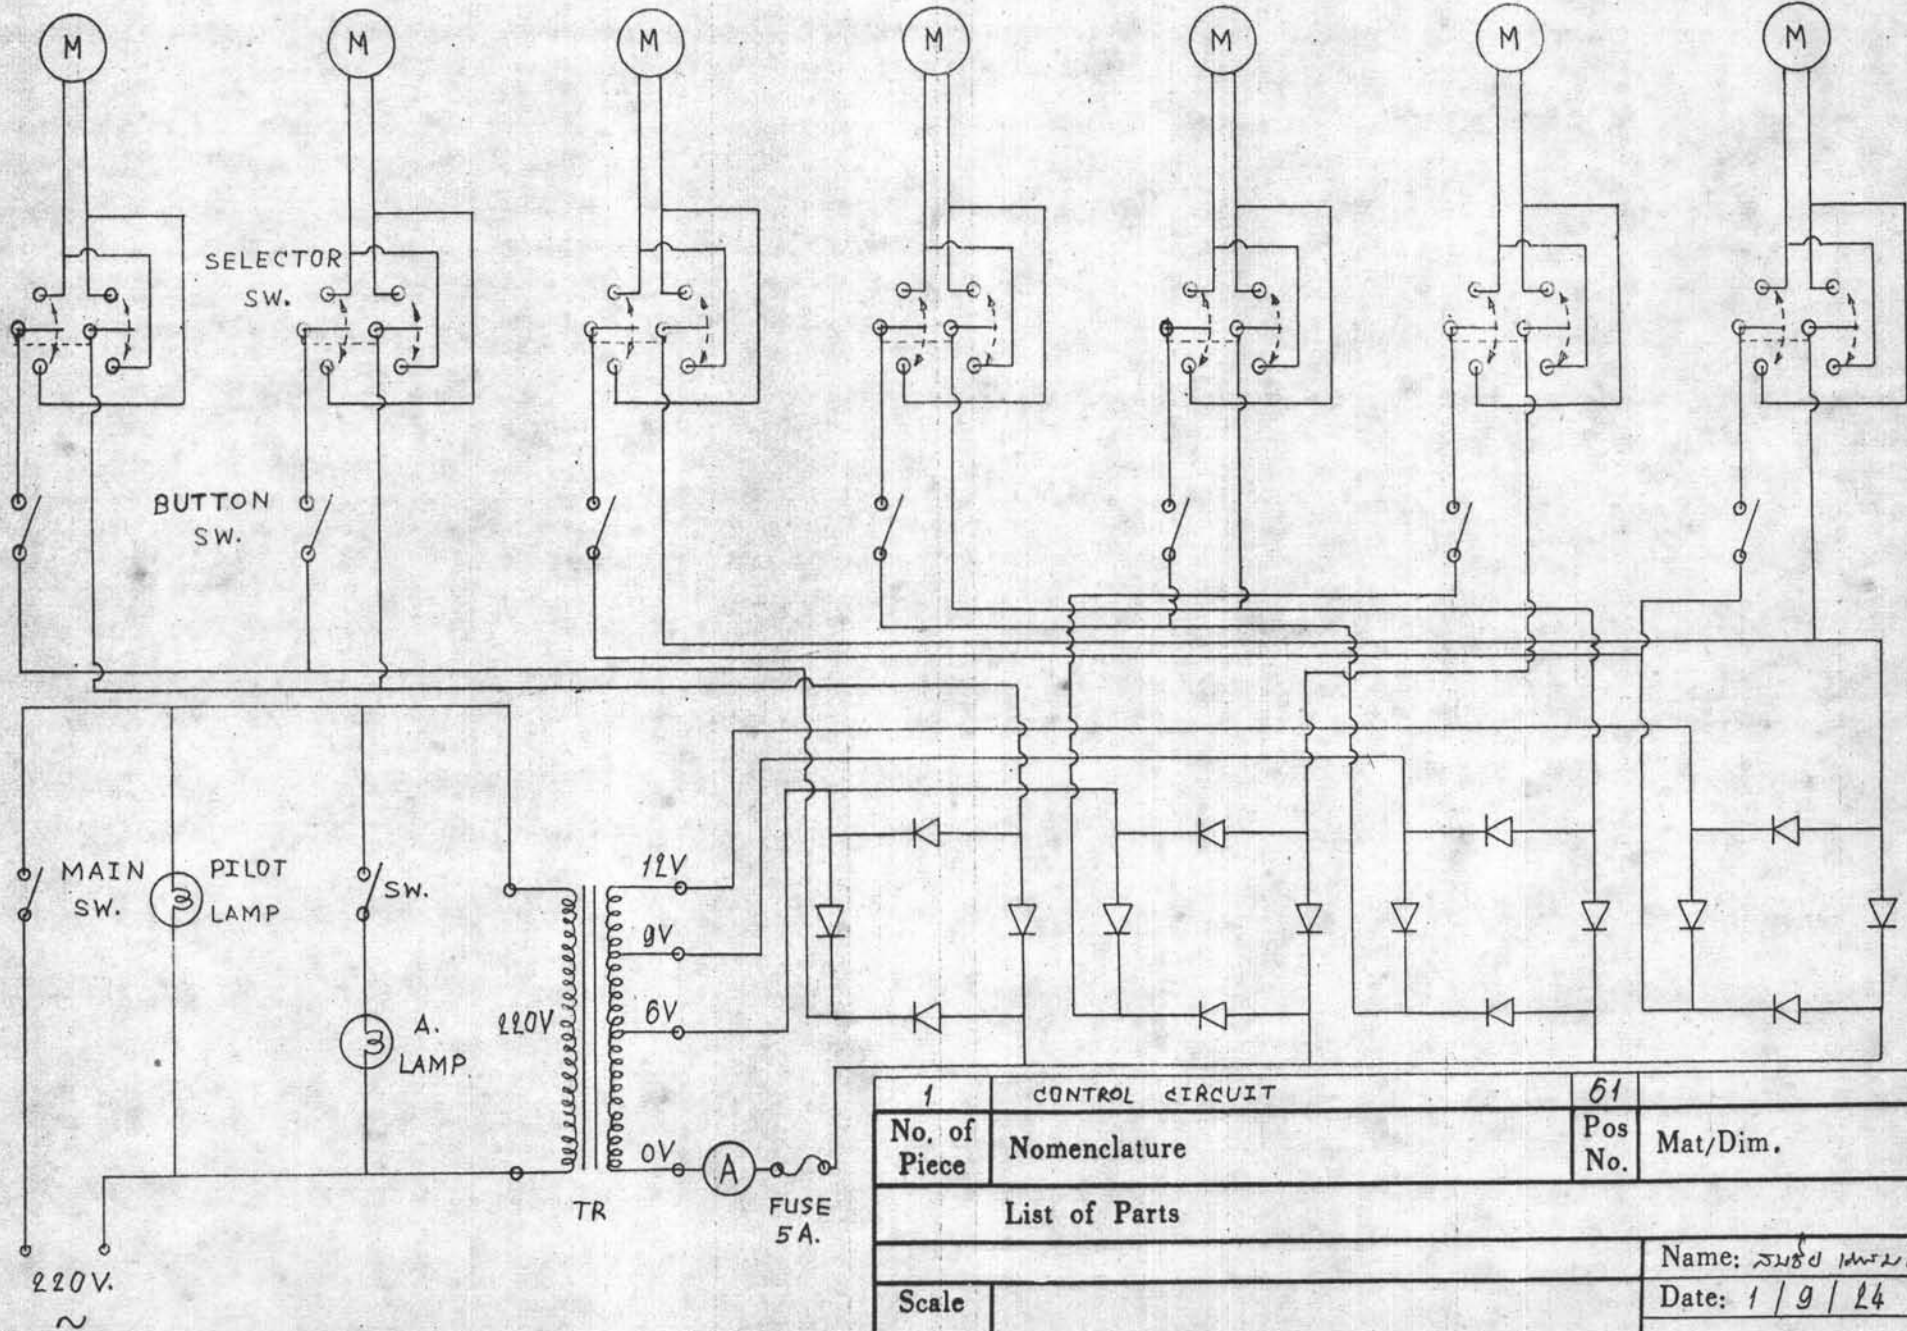 M M M M M M M
SELECTOR
SW.
BUTTON
SW.
MAIN
SW.
PILOT
LAMP
SW.
A.
LAMP.
220V
12V
9V
6V
0V
A
TR
FUSE
5A.
220V.
~
1 CONTROL CIRCUIT 61
No. of
Piece
Nomenclature
Pos
No.
Mat/Dim.
List of Parts
Name:
Scale
Date: 1/9/24